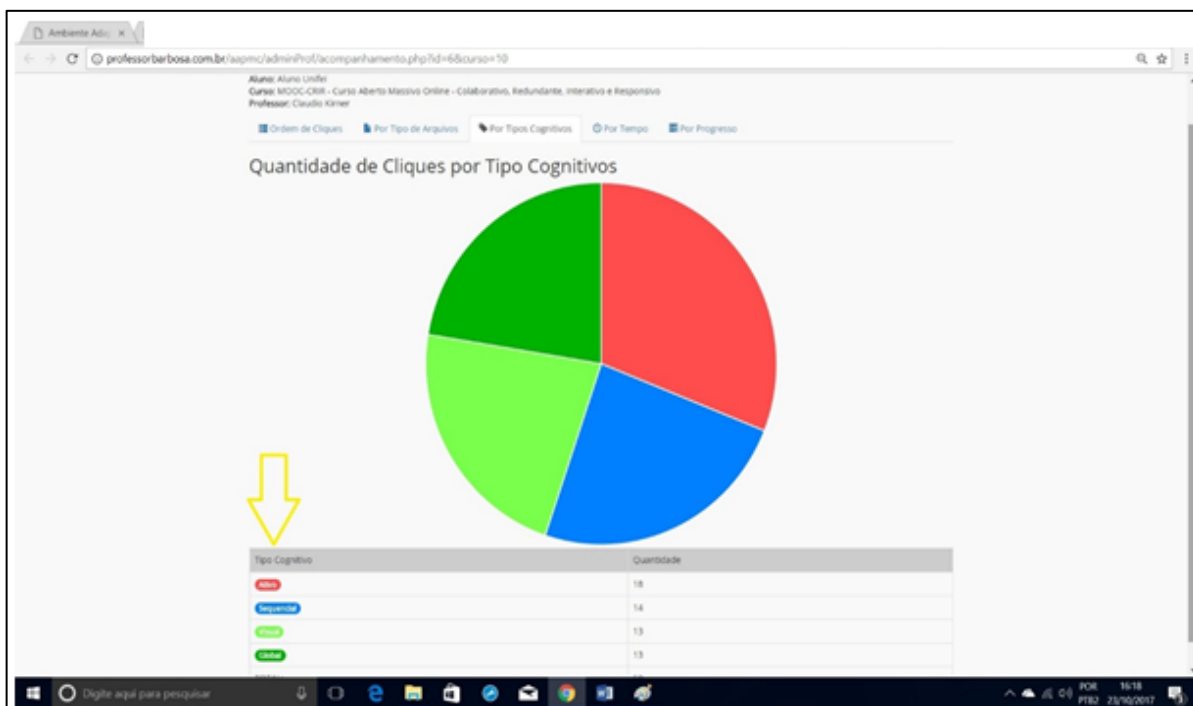 Ambiente Ada
professorbarbosa.com.br/aapmc/adminProf/acompanhamento.php?id=6&curso=10
Aluno: Aluno Unifei
Curso: MOOC-CRIR - Curso Aberto Massivo Online - Colaborativo, Redundante, Interativo e Responsivo
Professor: Claudio Kirner
Ordem de Cliques Por Tipo de Arquivos Por Tipos Cognitivos Por Tempo Por Progresso
Quantidade de Cliques por Tipo Cognitivos
Tipo Cognitivo Quantidade
Ativo 18
Sequencial 14
Visual 13
Global 13
Digite aqui para pesquisar
POR 16:18
PTB2 23/10/2017